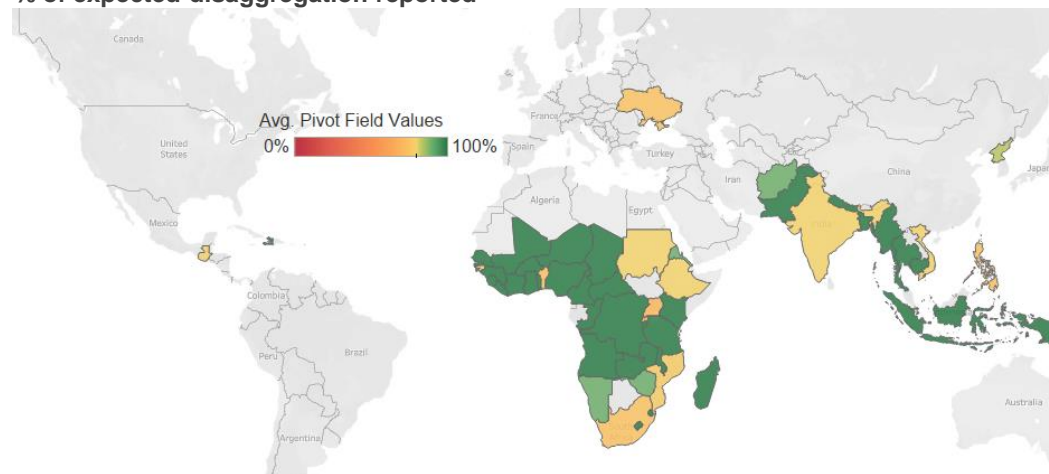 % of expected disaggregation reported
Canada
United
States
Mexico
Colombia
Peru
Brazil
Argentina
Avg. Pivot Field Values
0% 100%
France
Spain
Turkey
Algeria
Egypt
Iran
China
Japan
Australia